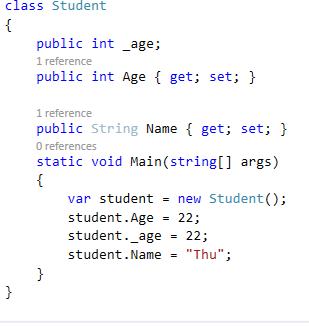 class Student
{
    public int _age;
    1 reference
    public int Age { get; set; }
    1 reference
    public String Name { get; set; }
    0 references
    static void Main(string[] args)
    {
        var student = new Student();
        student.Age = 22;
        student._age = 22;
        student.Name = "Thu";
    }
}